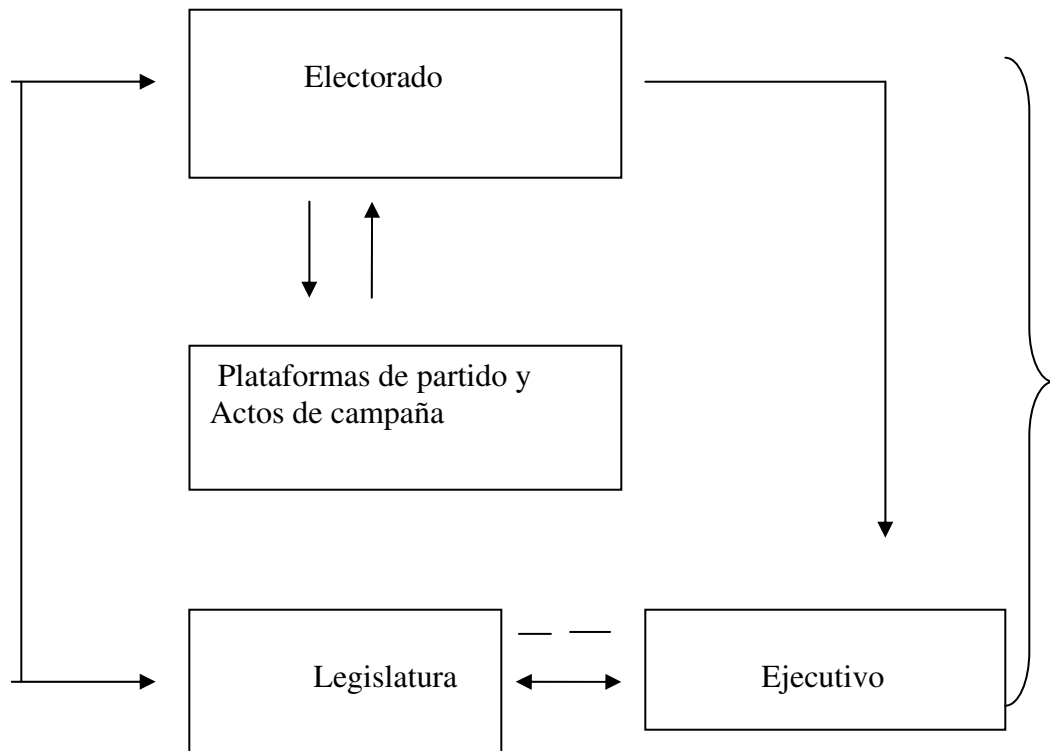 Electorado
Plataformas de partido y
Actos de campaña
Legislatura
Ejecutivo